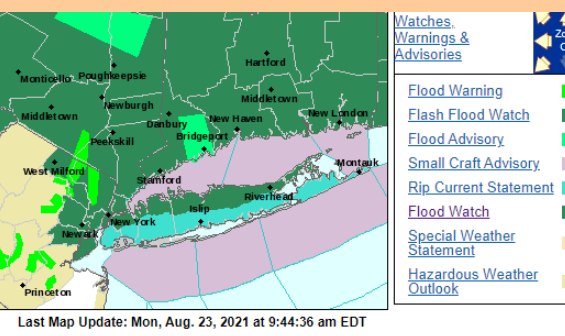 Watches,
Warnings &
Advisories
Hartford
Monticello
Poughkeepsie
Middletown
Newburgh
Middletown
Danbury
New Haven
New London
Bridgeport
Peekskill
West Milford
Stamford
Montauk
Riverhead
Islip
New York
Newark
Princeton
Flood Warning
Flash Flood Watch
Flood Advisory
Small Craft Advisory
Rip Current Statement
Flood Watch
Special Weather
Statement
Hazardous Weather
Outlook
Last Map Update: Mon, Aug. 23, 2021 at 9:44:36 am EDT